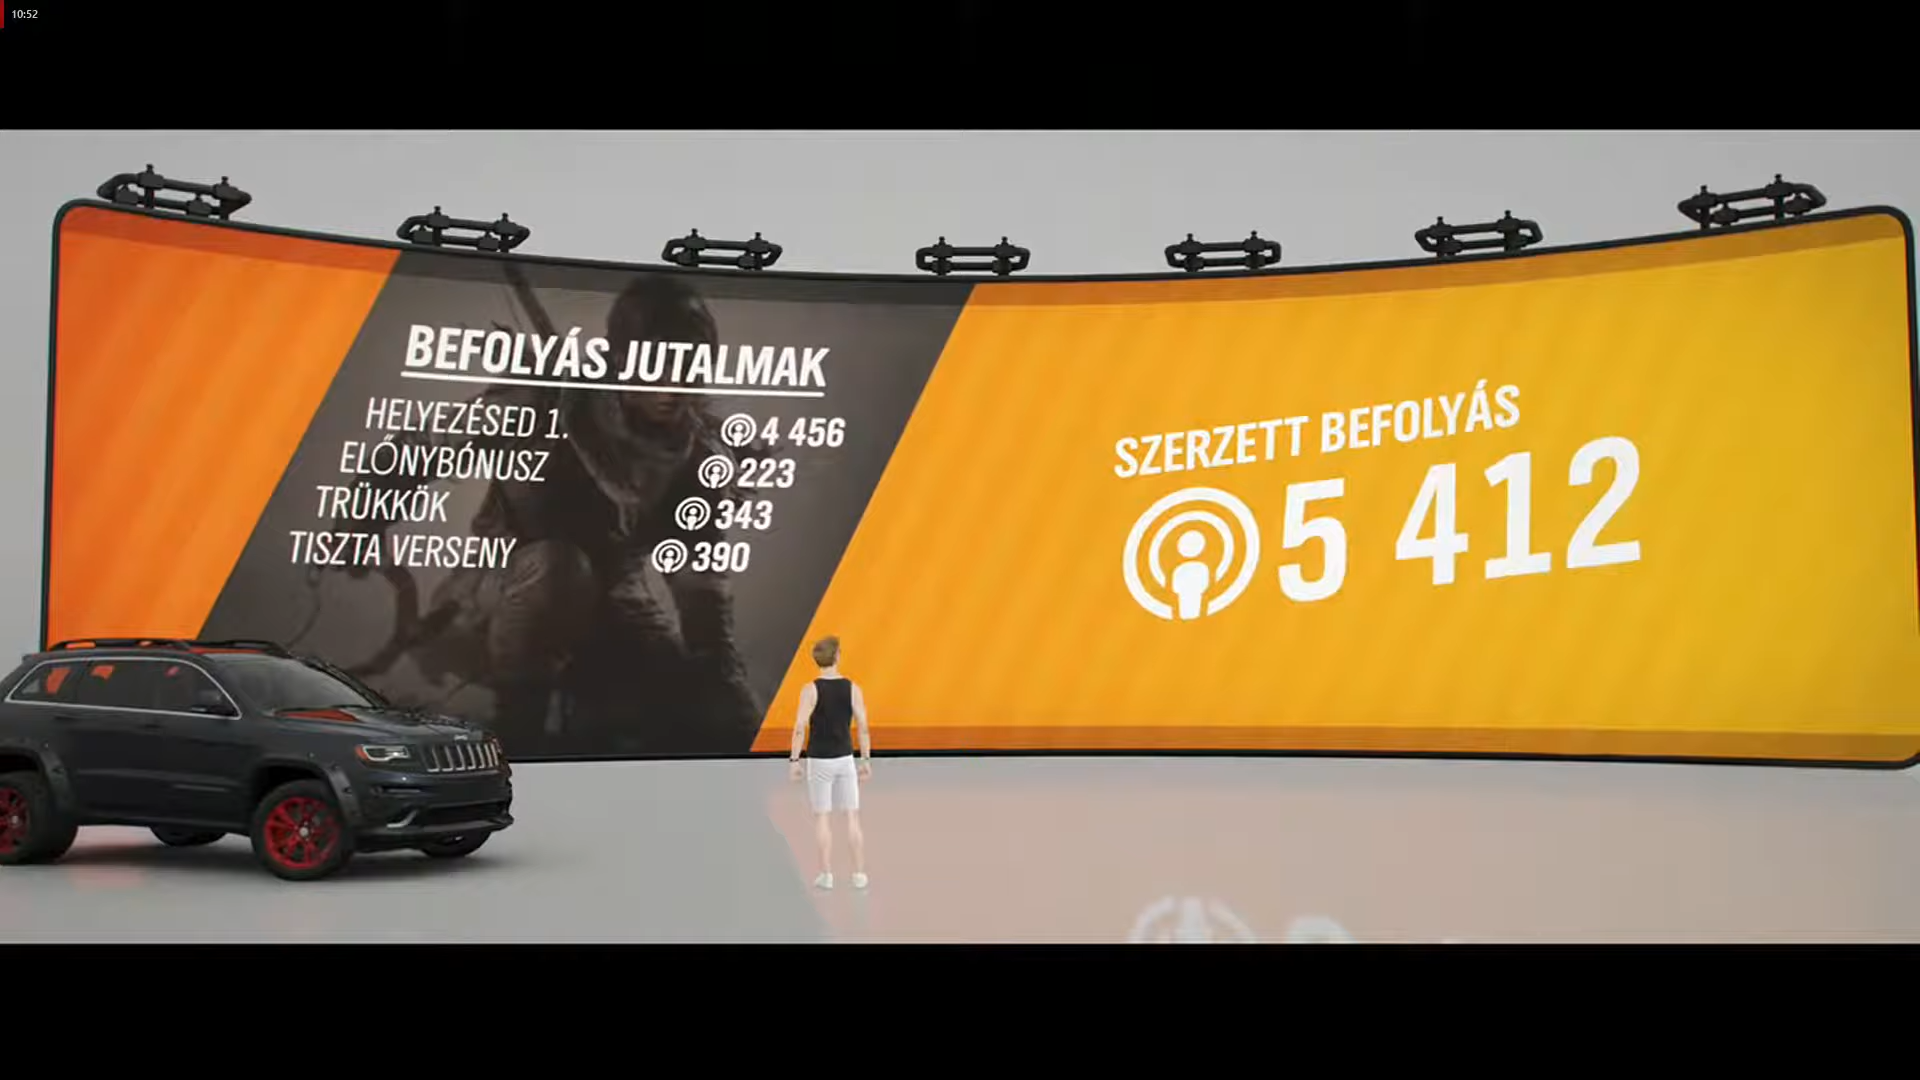 10:52
BEFOLYÁS JUTALMAK
HELYEZÉSED 1. 4 456
ELŐNYBÓNUSZ 223
TRÜKKÖK 343
TISZTA VERSENY 390
SZERZETT BEFOLYÁS
5 412